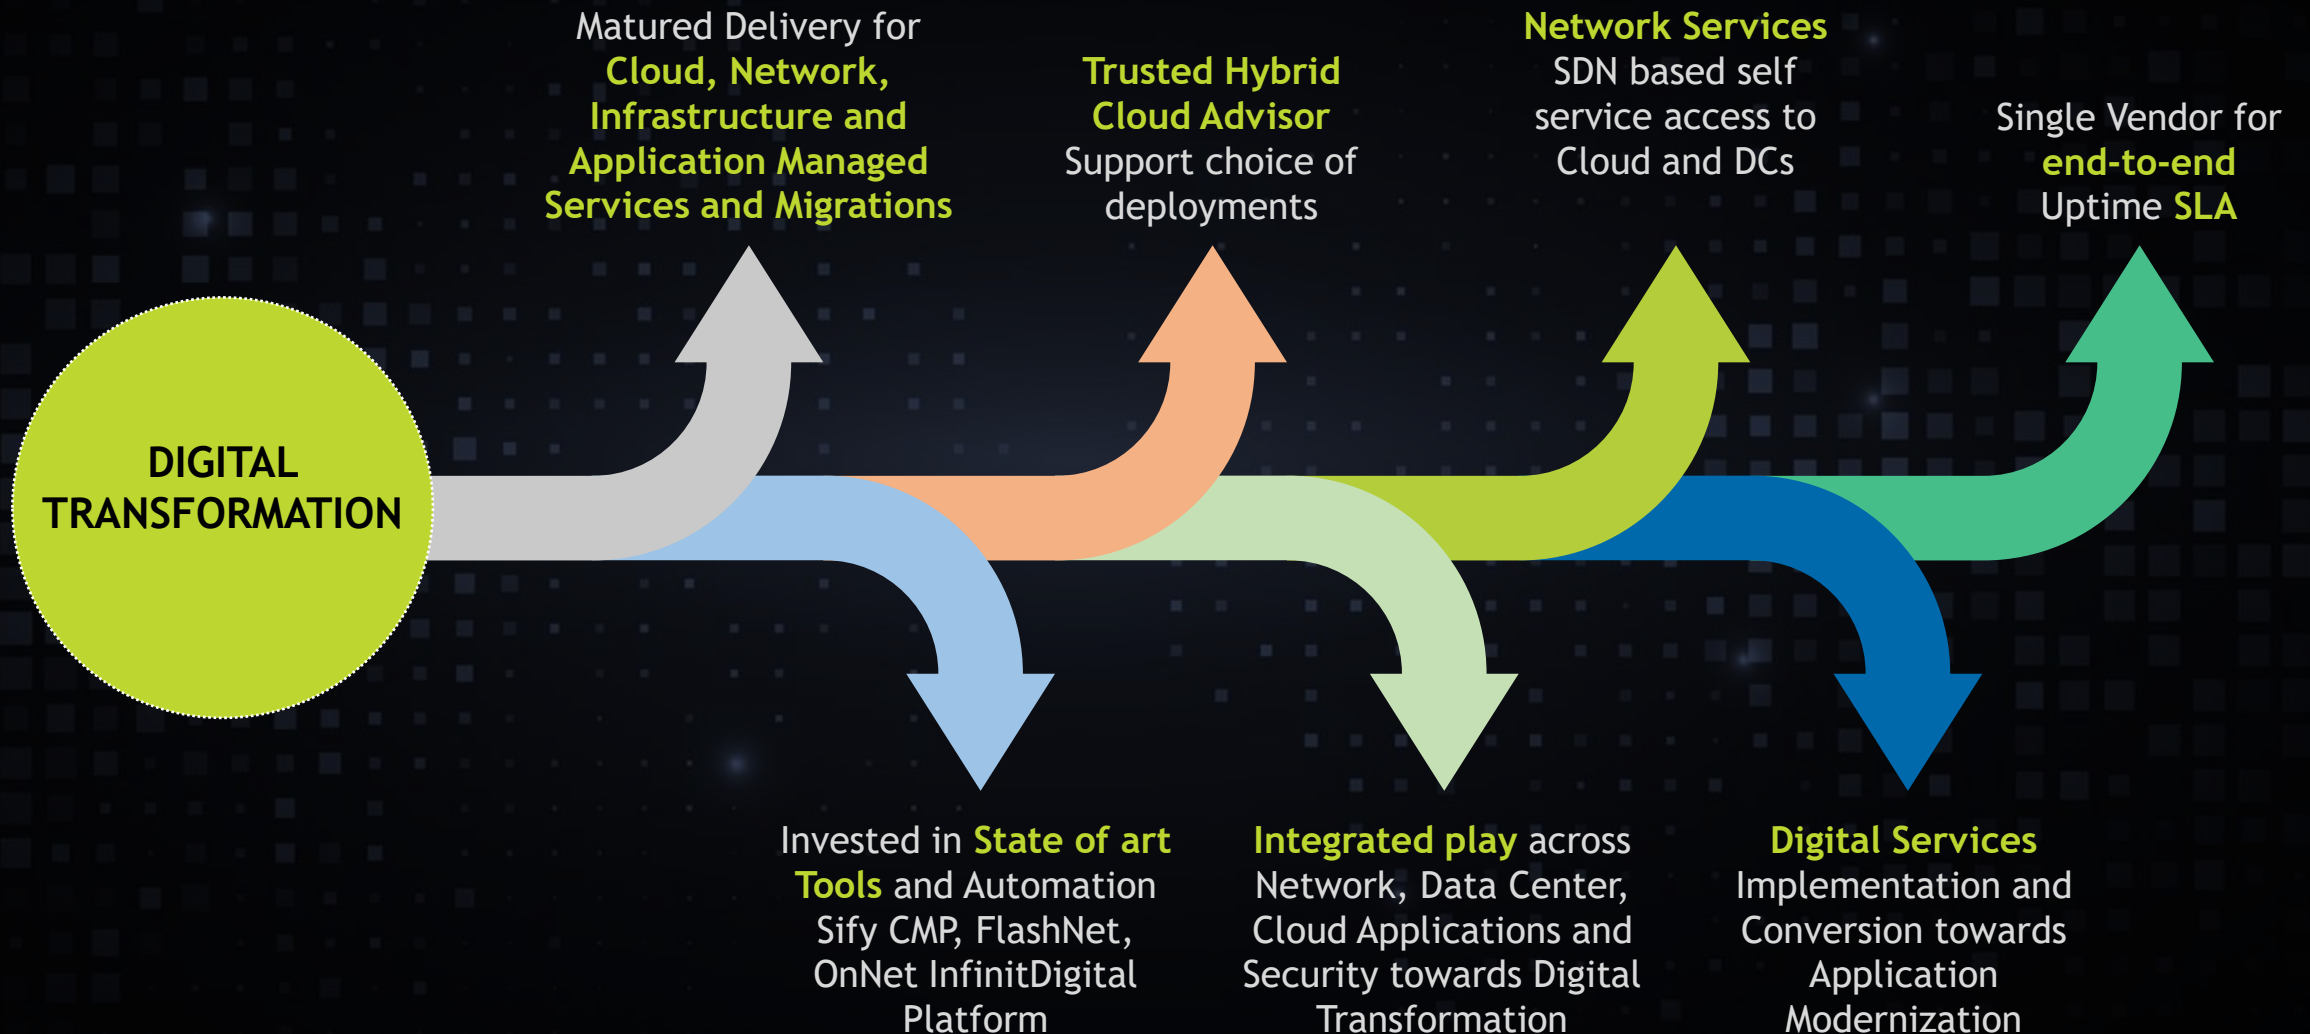 Matured Delivery for
Cloud, Network,
Infrastructure and
Application Managed
Services and Migrations
Trusted Hybrid
Cloud Advisor
Support choice of
deployments
Network Services
SDN based self
service access to
Cloud and DCs
Single Vendor for
end-to-end
Uptime SLA
DIGITAL
TRANSFORMATION
Invested in State of art
Tools and Automation
Sify CMP, FlashNet,
OnNet InfinitDigital
Platform
Integrated play across
Network, Data Center,
Cloud Applications and
Security towards Digital
Transformation
Digital Services
Implementation and
Conversion towards
Application
Modernization